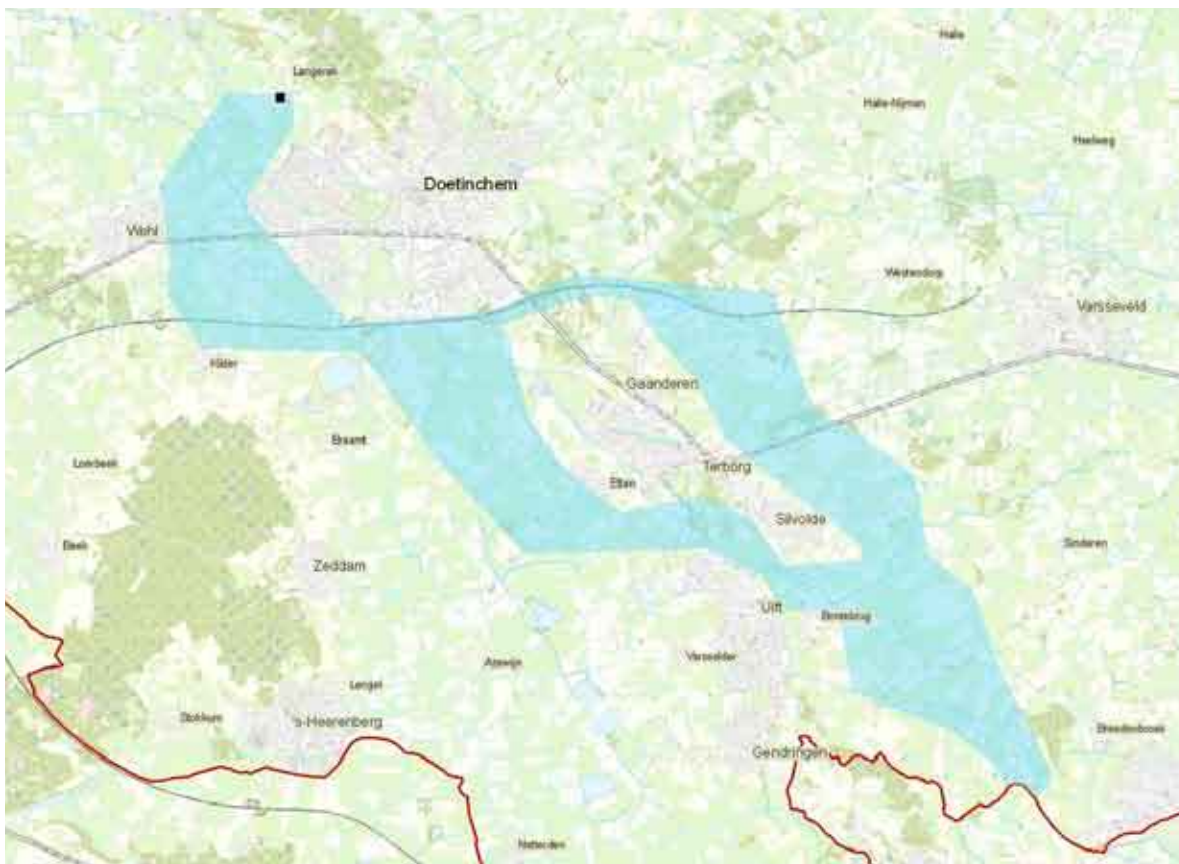 Halle
Langerak
Halle-Nijman
Heelweg
Doetinchem
Wehl
Westendorp
Varsseveld
Kilder
Gaanderen
Braamt
Loerbeek
Terborg
Etten
Silvolde
Beek
Sinderen
Zeddam
Ulft
Bontebrug
Azewijn
Varsselder
Lengel
Stokkum
's-Heerenberg
Breedenbroek
Gendringen
Netterden